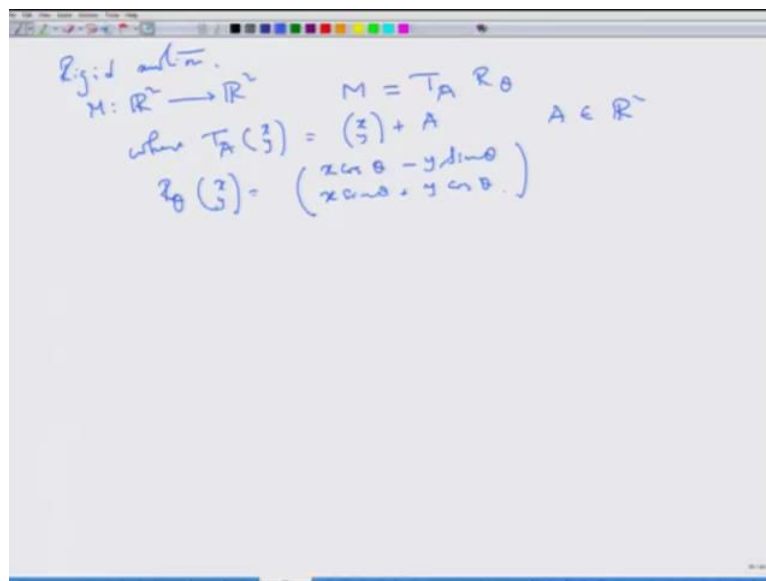 Rigid motion.
M: ℝ² ⟶ ℝ² M = T_A R_θ
where T_A (x y) = (x y) + A A ∈ ℝ²
R_θ (x y) = (x cos θ - y sin θ
x sin θ + y cos θ.)